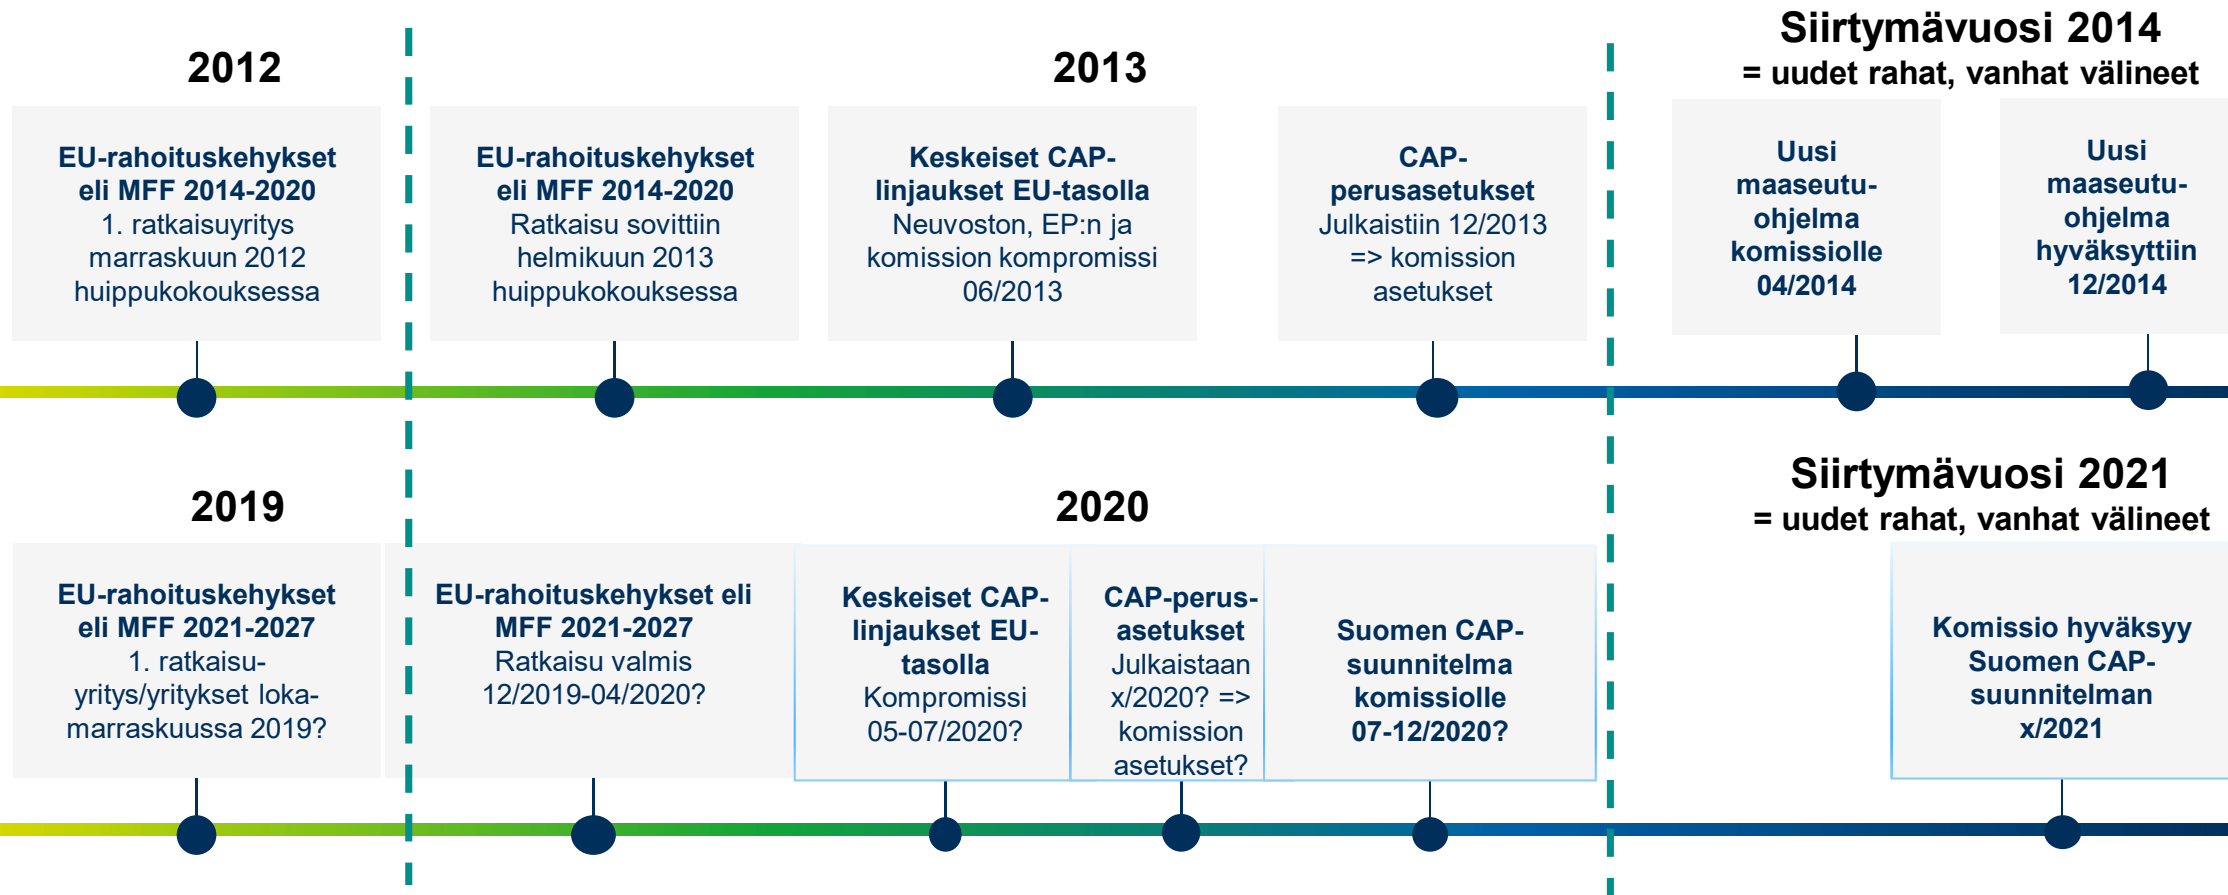 2012
EU-rahoituskehykset
eli MFF 2014-2020
1. ratkaisuyritys
marraskuun 2012
huippukokouksessa
2013
EU-rahoituskehykset
eli MFF 2014-2020
Ratkaisu sovittiin
helmikuun 2013
huippukokouksessa
Keskeiset CAP-
linjaukset EU-tasolla
Neuvoston, EP:n ja
komission kompromissi
06/2013
CAP-
perusasetukset
Julkaistiin 12/2013
=> komission
asetukset
Siirtymävuosi 2014
= uudet rahat, vanhat välineet
Uusi
maaseutu-
ohjelma
komissiolle
04/2014
Uusi
maaseutu-
ohjelma
hyväksyttiin
12/2014
2019
EU-rahoituskehykset
eli MFF 2021-2027
1. ratkaisu-
yritys/yritykset loka-
marraskuussa 2019?
2020
EU-rahoituskehykset eli
MFF 2021-2027
Ratkaisu valmis
12/2019-04/2020?
Keskeiset CAP-
linjaukset EU-
tasolla
Kompromissi
05-07/2020?
CAP-perus-
asetukset
Julkaistaan
x/2020? =>
komission
asetukset?
Suomen CAP-
suunnitelma
komissiolle
07-12/2020?
Siirtymävuosi 2021
= uudet rahat, vanhat välineet
Komissio hyväksyy
Suomen CAP-
suunnitelman
x/2021